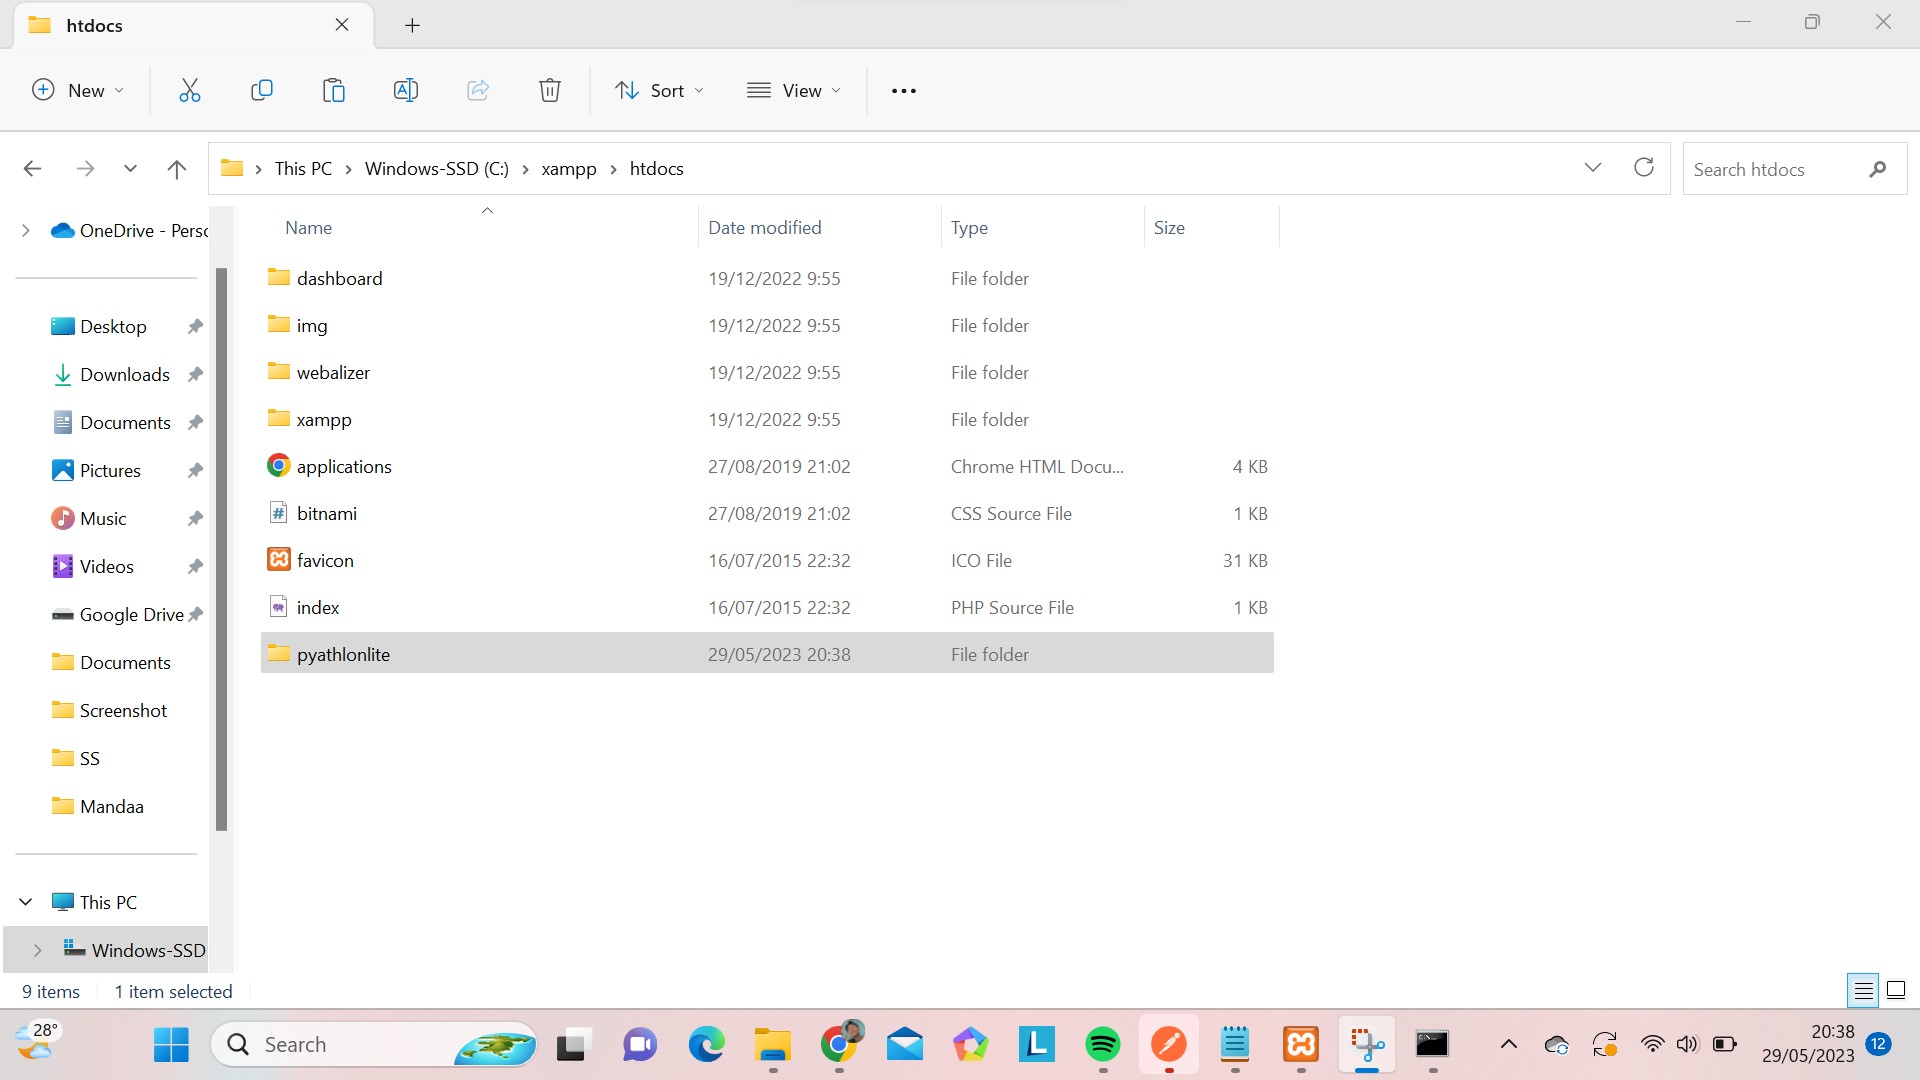 htdocs
New
Sort
View
This PC
Windows-SSD (C:)
xampp
htdocs
Search htdocs
OneDrive - Perso
Desktop
Downloads
Documents
Pictures
Music
Videos
Google Drive
Documents
Screenshot
SS
Mandaa
This PC
Windows-SSD
Name Date modified Type Size
dashboard 19/12/2022 9:55 File folder
img 19/12/2022 9:55 File folder
webalizer 19/12/2022 9:55 File folder
xampp 19/12/2022 9:55 File folder
applications 27/08/2019 21:02 Chrome HTML Docu... 4 KB
bitnami 27/08/2019 21:02 CSS Source File 1 KB
favicon 16/07/2015 22:32 ICO File 31 KB
index 16/07/2015 22:32 PHP Source File 1 KB
pyathlonlite 29/05/2023 20:38 File folder
9 items 1 item selected
28°
Search
L
20:38
29/05/2023
12